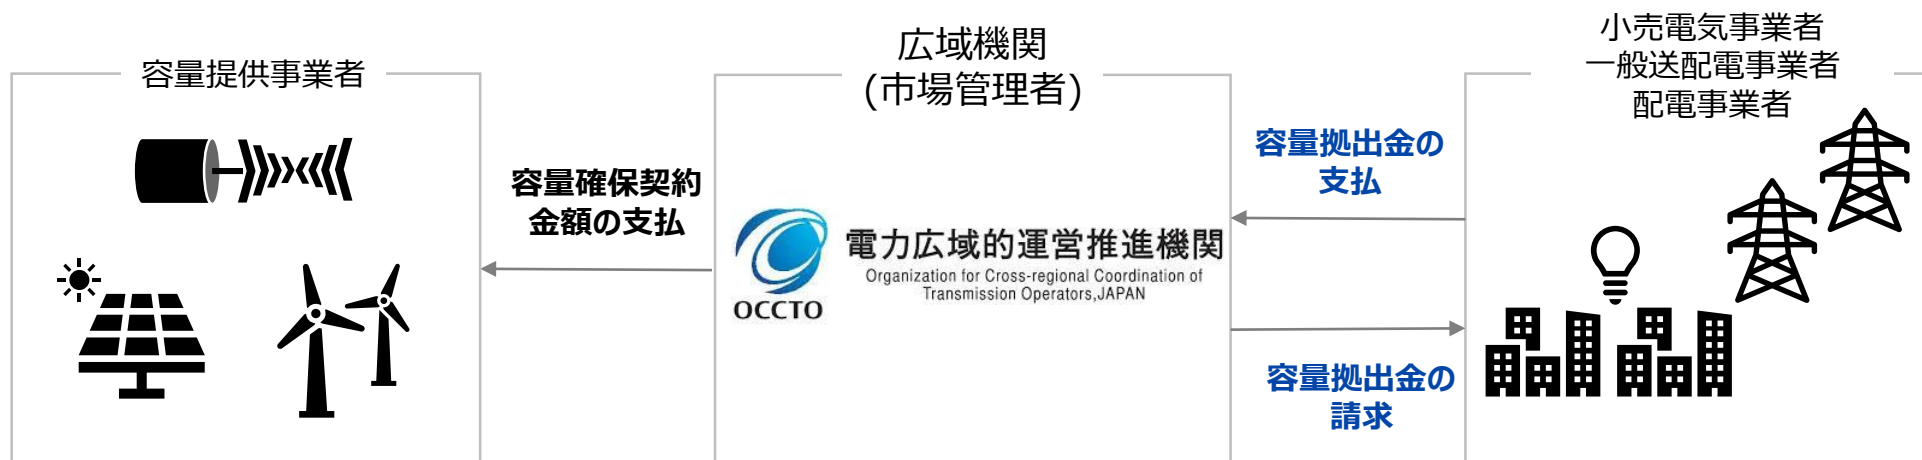 容量提供事業者
広域機関
(市場管理者)
小売電気事業者
一般送配電事業者
配電事業者
容量確保契約
金額の支払
容量拠出金の
支払
電力広域的運営推進機関
Organization for Cross-regional Coordination of
Transmission Operators,JAPAN
OCCTO
容量拠出金の
請求